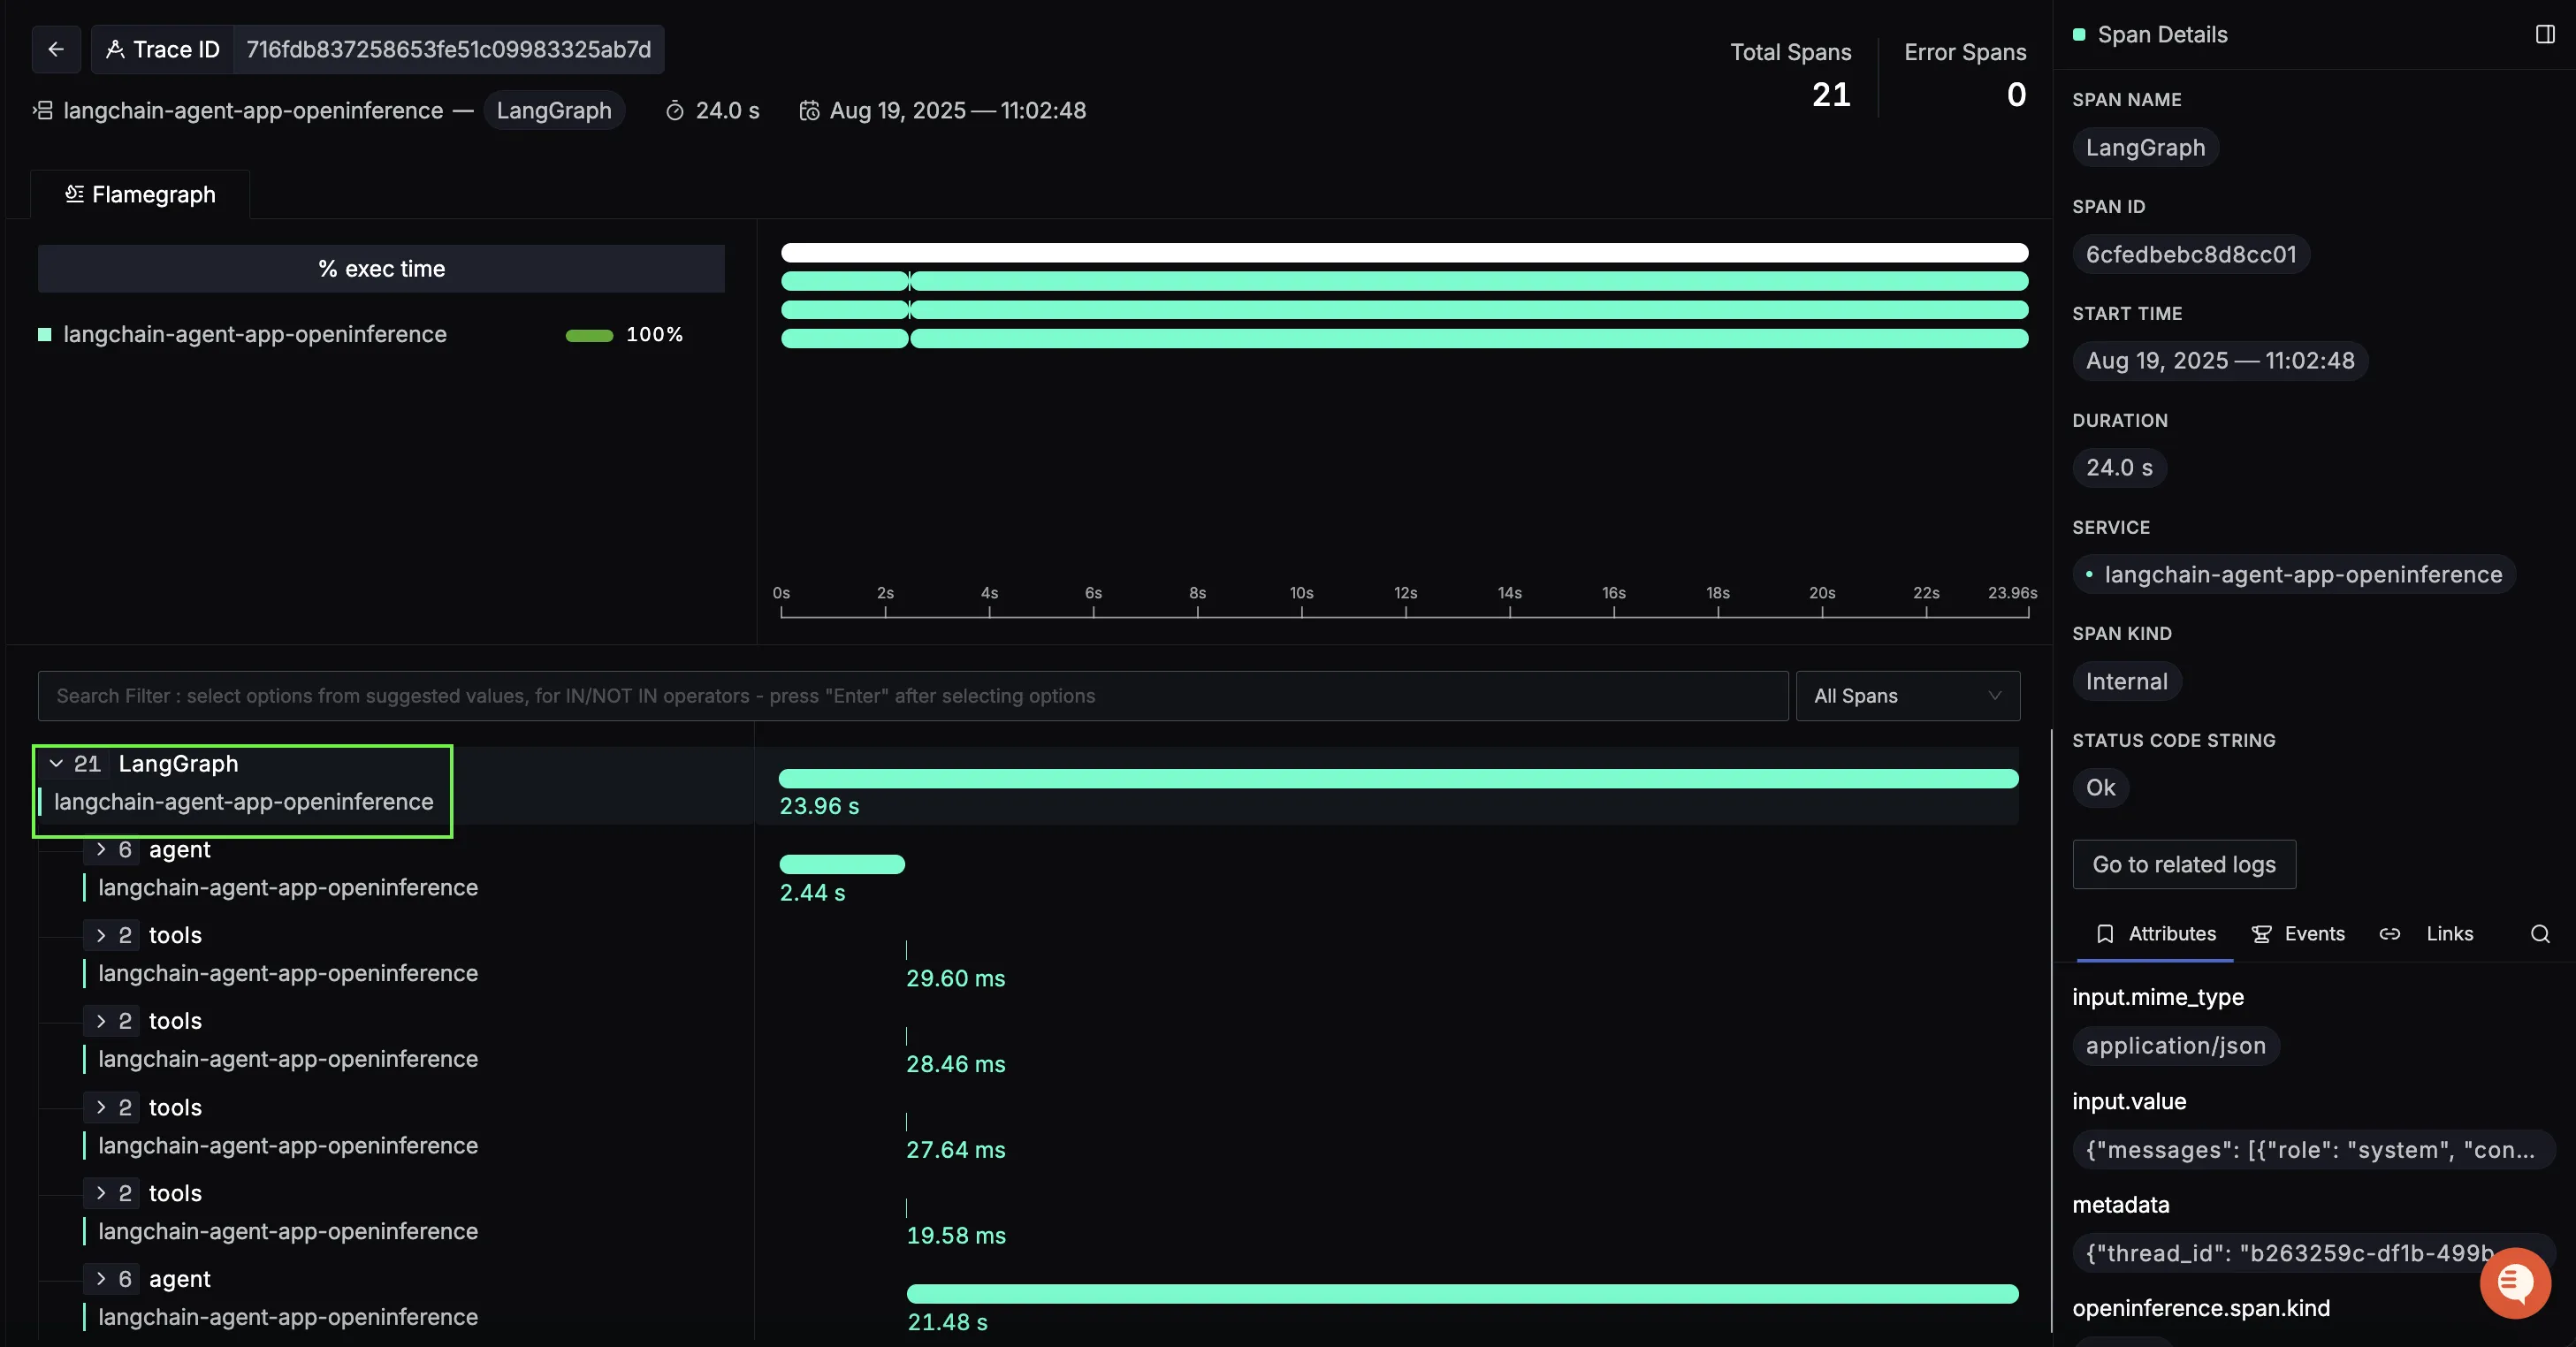 Trace ID 716fdb837258653fe51c09983325ab7d
langchain-agent-app-openinference — LangGraph 24.0 s Aug 19, 2025 — 11:02:48
Total Spans
21
Error Spans
0
Flamegraph
% exec time
langchain-agent-app-openinference 100%
0s 2s 4s 6s 8s 10s 12s 14s 16s 18s 20s 22s 23.96s
Search Filter : select options from suggested values, for IN/NOT IN operators - press "Enter" after selecting options
All Spans
21 LangGraph
langchain-agent-app-openinference
23.96 s
6 agent
langchain-agent-app-openinference
2.44 s
2 tools
langchain-agent-app-openinference
29.60 ms
2 tools
langchain-agent-app-openinference
28.46 ms
2 tools
langchain-agent-app-openinference
27.64 ms
2 tools
langchain-agent-app-openinference
19.58 ms
6 agent
langchain-agent-app-openinference
21.48 s
Span Details
SPAN NAME
LangGraph
SPAN ID
6cfedbebc8d8cc01
START TIME
Aug 19, 2025 — 11:02:48
DURATION
24.0 s
SERVICE
langchain-agent-app-openinference
SPAN KIND
Internal
STATUS CODE STRING
Ok
Go to related logs
Attributes Events Links
input.mime_type
application/json
input.value
{"messages": [{"role": "system", "con...
metadata
{"thread_id": "b263259c-df1b-499b
openinference.span.kind